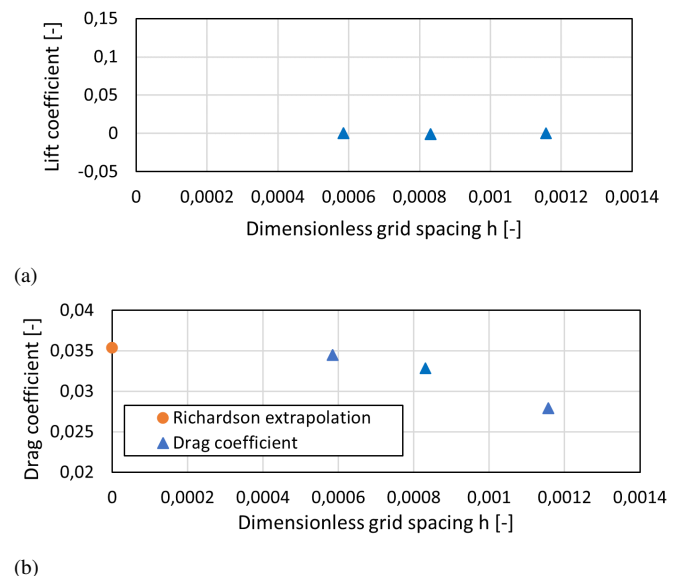 0,15
0,1
0,05
0
-0,05
Lift coefficient [-]
0 0,0002 0,0004 0,0006 0,0008 0,001 0,0012 0,0014
Dimensionless grid spacing h [-]
(a)
0,04
0,035
0,03
0,025
0,02
Drag coefficient [-]
Richardson extrapolation
Drag coefficient
0 0,0002 0,0004 0,0006 0,0008 0,001 0,0012 0,0014
Dimensionless grid spacing h [-]
(b)